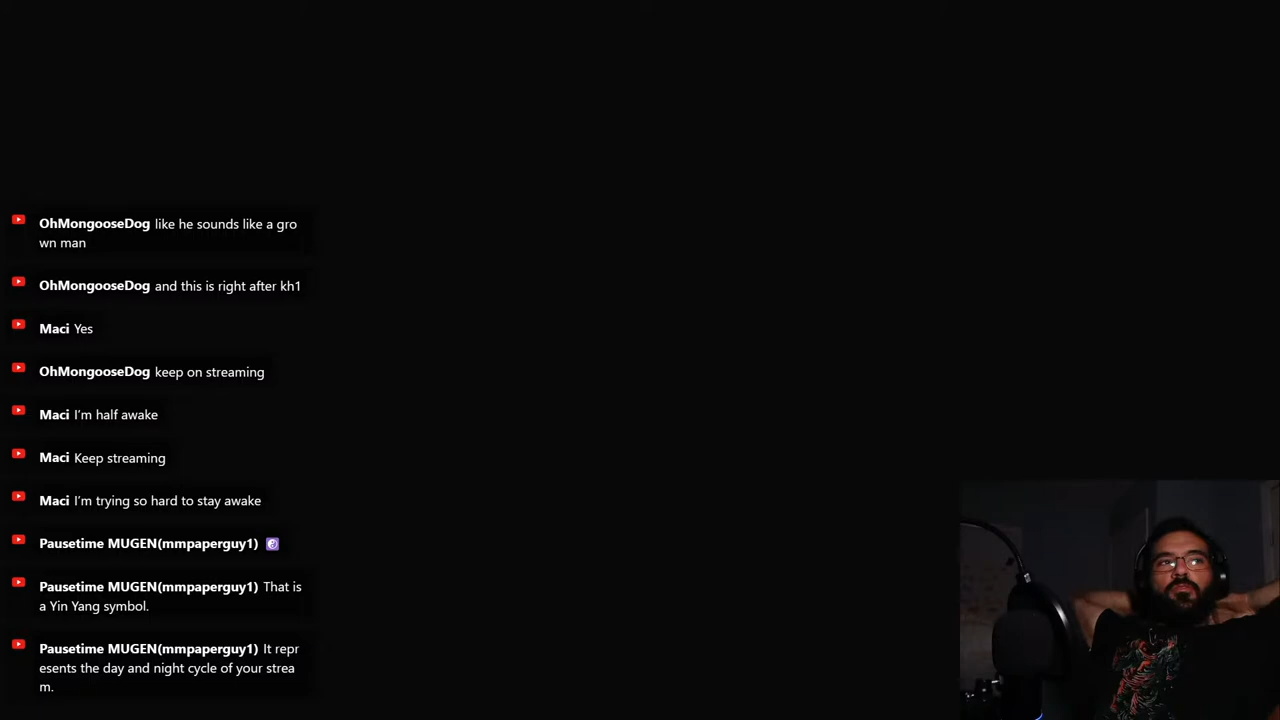 OhMongooseDog like he sounds like a gro
wn man
OhMongooseDog and this is right after kh1
Maci Yes
OhMongooseDog keep on streaming
Maci I’m half awake
Maci Keep streaming
Maci I’m trying so hard to stay awake
Pausetime MUGEN(mmpaperguy1) ☯️
Pausetime MUGEN(mmpaperguy1) That is
a Yin Yang symbol.
Pausetime MUGEN(mmpaperguy1) It repr
esents the day and night cycle of your strea
m.